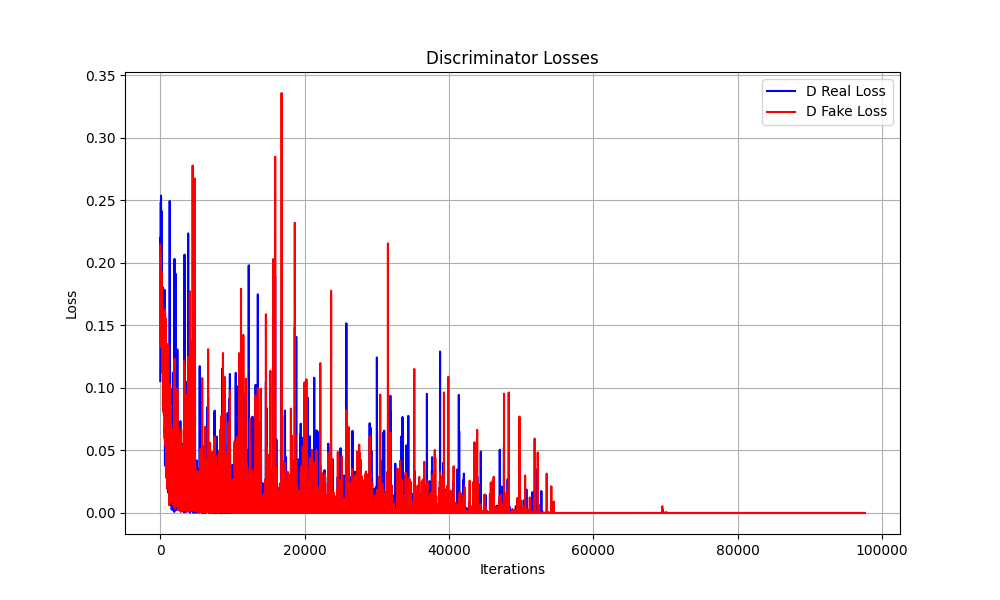 Discriminator Losses
D Real Loss
D Fake Loss
Loss
0.35
0.30
0.25
0.20
0.15
0.10
0.05
0.00
0 20000 40000 60000 80000 100000
Iterations